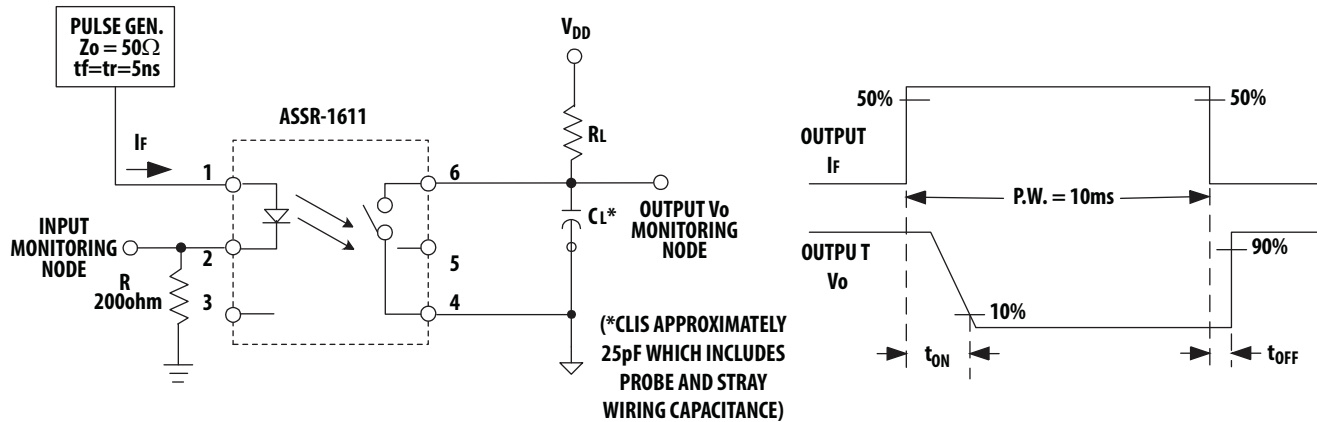 PULSE GEN.
Zo = 50Ω
tf=tr=5ns
VDD
ASSR-1611
RL
IF
1
6
INPUT
MONITORING
NODE
2
R
200ohm
3
5
4
CL*
OUTPUT Vo
MONITORING
NODE
(*CLIS APPROXIMATELY
25pF WHICH INCLUDES
PROBE AND STRAY
WIRING CAPACITANCE)
50%
50%
OUTPUT
IF
P.W. = 10ms
OUTPU T
Vo
90%
10%
tON
tOFF